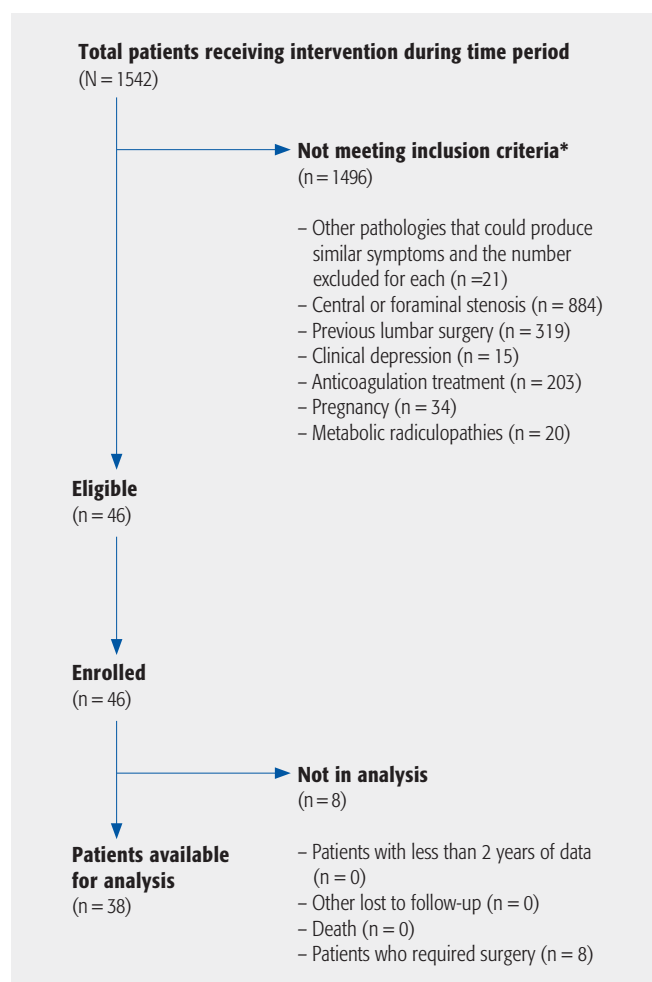 Total patients receiving intervention during time period
(N = 1542)
Not meeting inclusion criteria*
(n = 1496)
– Other pathologies that could produce
similar symptoms and the number
excluded for each (n =21)
– Central or foraminal stenosis (n = 884)
– Previous lumbar surgery (n = 319)
– Clinical depression (n = 15)
– Anticoagulation treatment (n = 203)
– Pregnancy (n = 34)
– Metabolic radiculopathies (n = 20)
Eligible
(n = 46)
Enrolled
(n = 46)
Not in analysis
(n = 8)
– Patients with less than 2 years of data
(n = 0)
– Other lost to follow-up (n = 0)
– Death (n = 0)
– Patients who required surgery (n = 8)
Patients available
for analysis
(n = 38)